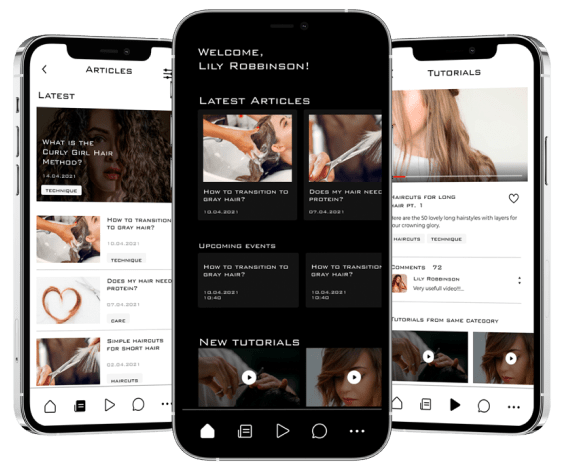 Articles
Latest
What is the
Curly Girl Hair
Method?
14.04.2021
Technique
How to transition
to gray hair?
10.04.2021
Technique
Does my hair need
protein?
07.04.2021
Care
Simple haircuts
for short hair
02.04.2021
Haircuts
Welcome,
Lily Robbinson!
Latest Articles
How to transition to
gray hair?
10.04.2021
Does my hair need
protein?
07.04.2021
Upcoming events
How to transition to
gray hair?
10.04.2021
10:40
How to transition to
gray hair?
10.04.2021
10:40
New tutorials
Tutorials
Haircuts for long
hair pt. 1
Here are the 50 lovely long hairstyles with layers for
our crowning glory.
Haircuts
Technique
Comments 72
Lily Robbinson
Very usefull video!!!
Tutorials from same category